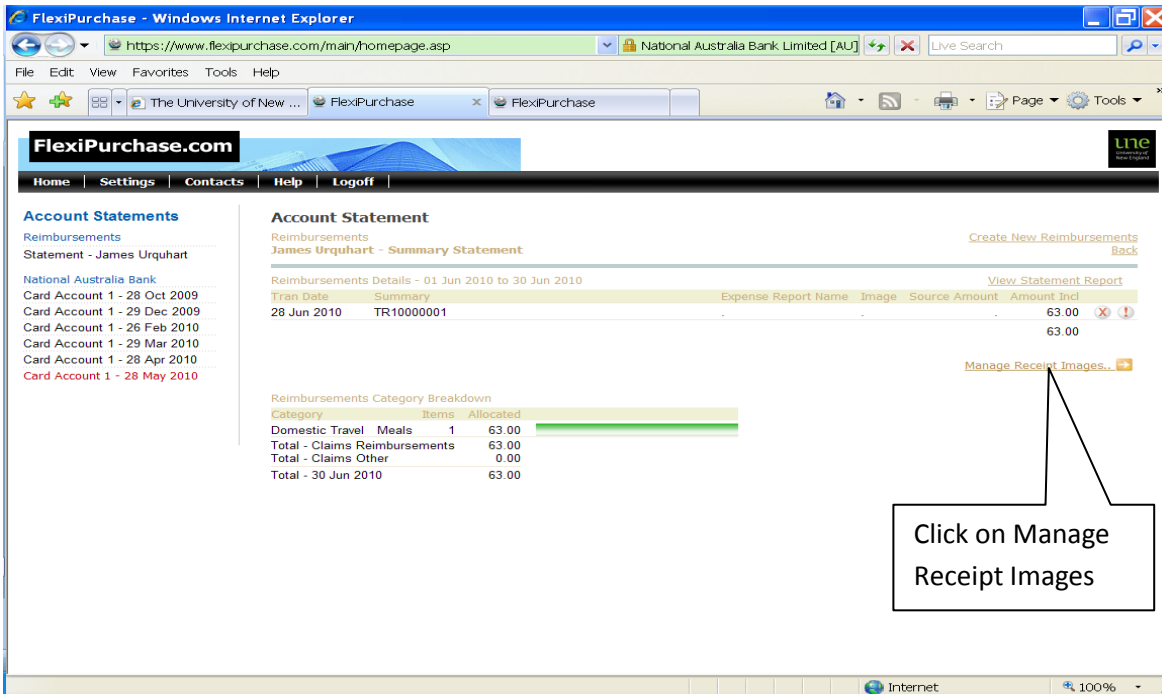 FlexiPurchase - Windows Internet Explorer
https://www.flexipurchase.com/main/homepage.asp National Australia Bank Limited [AU] Live Search
File Edit View Favorites Tools Help
The University of New ... FlexiPurchase FlexiPurchase Page Tools »
FlexiPurchase.com
une
University of
New England
Home Settings Contacts Help Logoff
Account Statements
Reimbursements
Statement - James Urquhart
National Australia Bank
Card Account 1 - 28 Oct 2009
Card Account 1 - 29 Dec 2009
Card Account 1 - 26 Feb 2010
Card Account 1 - 29 Mar 2010
Card Account 1 - 28 Apr 2010
Card Account 1 - 28 May 2010
Account Statement
Reimbursements Create New Reimbursements
James Urquhart - Summary Statement Back
Reimbursements Details - 01 Jun 2010 to 30 Jun 2010 View Statement Report
Tran Date Summary Expense Report Name Image Source Amount Amount Incl
28 Jun 2010 TR10000001 . . . 63.00
63.00
Manage Receipt Images..
Reimbursements Category Breakdown
Category Items Allocated
Domestic Travel Meals 1 63.00
Total - Claims Reimbursements 63.00
Total - Claims Other 0.00
Total - 30 Jun 2010 63.00
Click on Manage
Receipt Images
Internet 100%